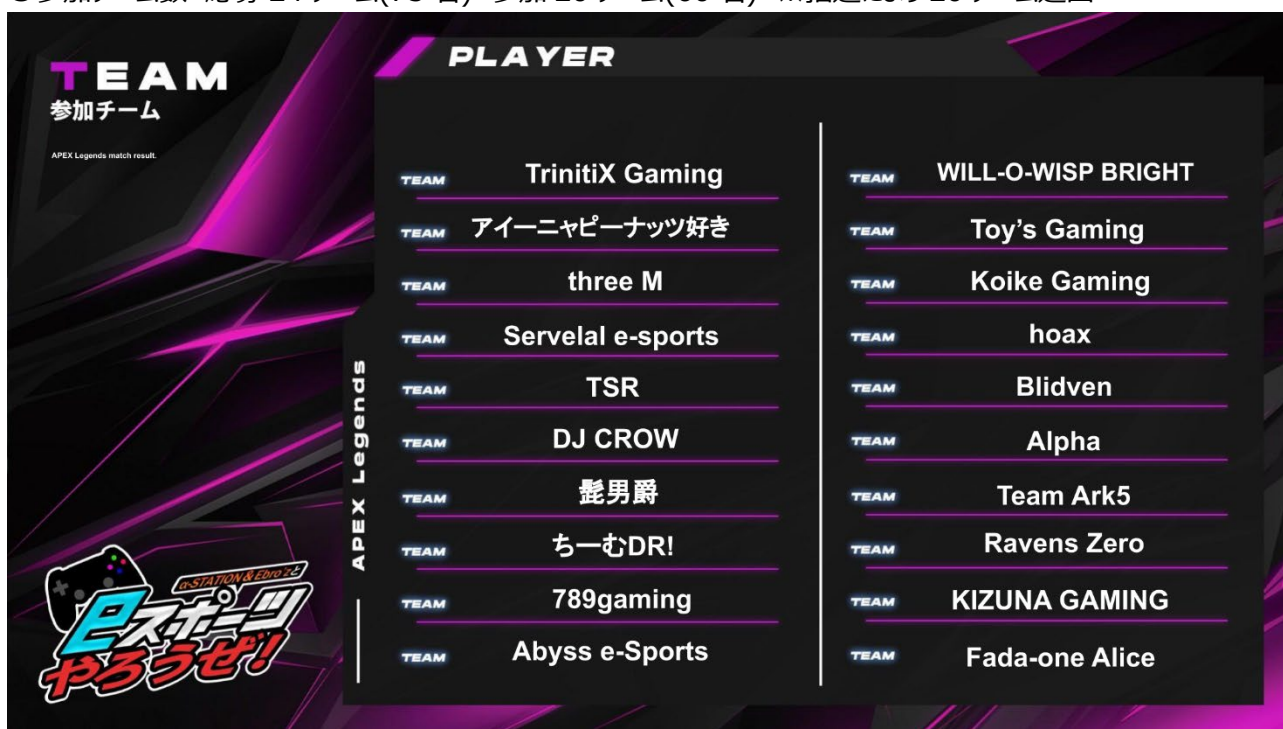 TEAM
参加チーム
APEX Legends match result.
PLAYER
TEAM TrinitiX Gaming
TEAM アイーニャピーナッツ好き
TEAM three M
TEAM Servelal e-sports
TEAM TSR
TEAM DJ CROW
TEAM 髭男爵
TEAM ちーむDR!
TEAM 789gaming
TEAM Abyss e-Sports
TEAM WILL-O-WISP BRIGHT
TEAM Toy’s Gaming
TEAM Koike Gaming
TEAM hoax
TEAM Blidven
TEAM Alpha
TEAM Team Ark5
TEAM Ravens Zero
TEAM KIZUNA GAMING
TEAM Fada-one Alice
APEX Legends
α-STATION & Ebro'zと
eスポーツ
やろうぜ!